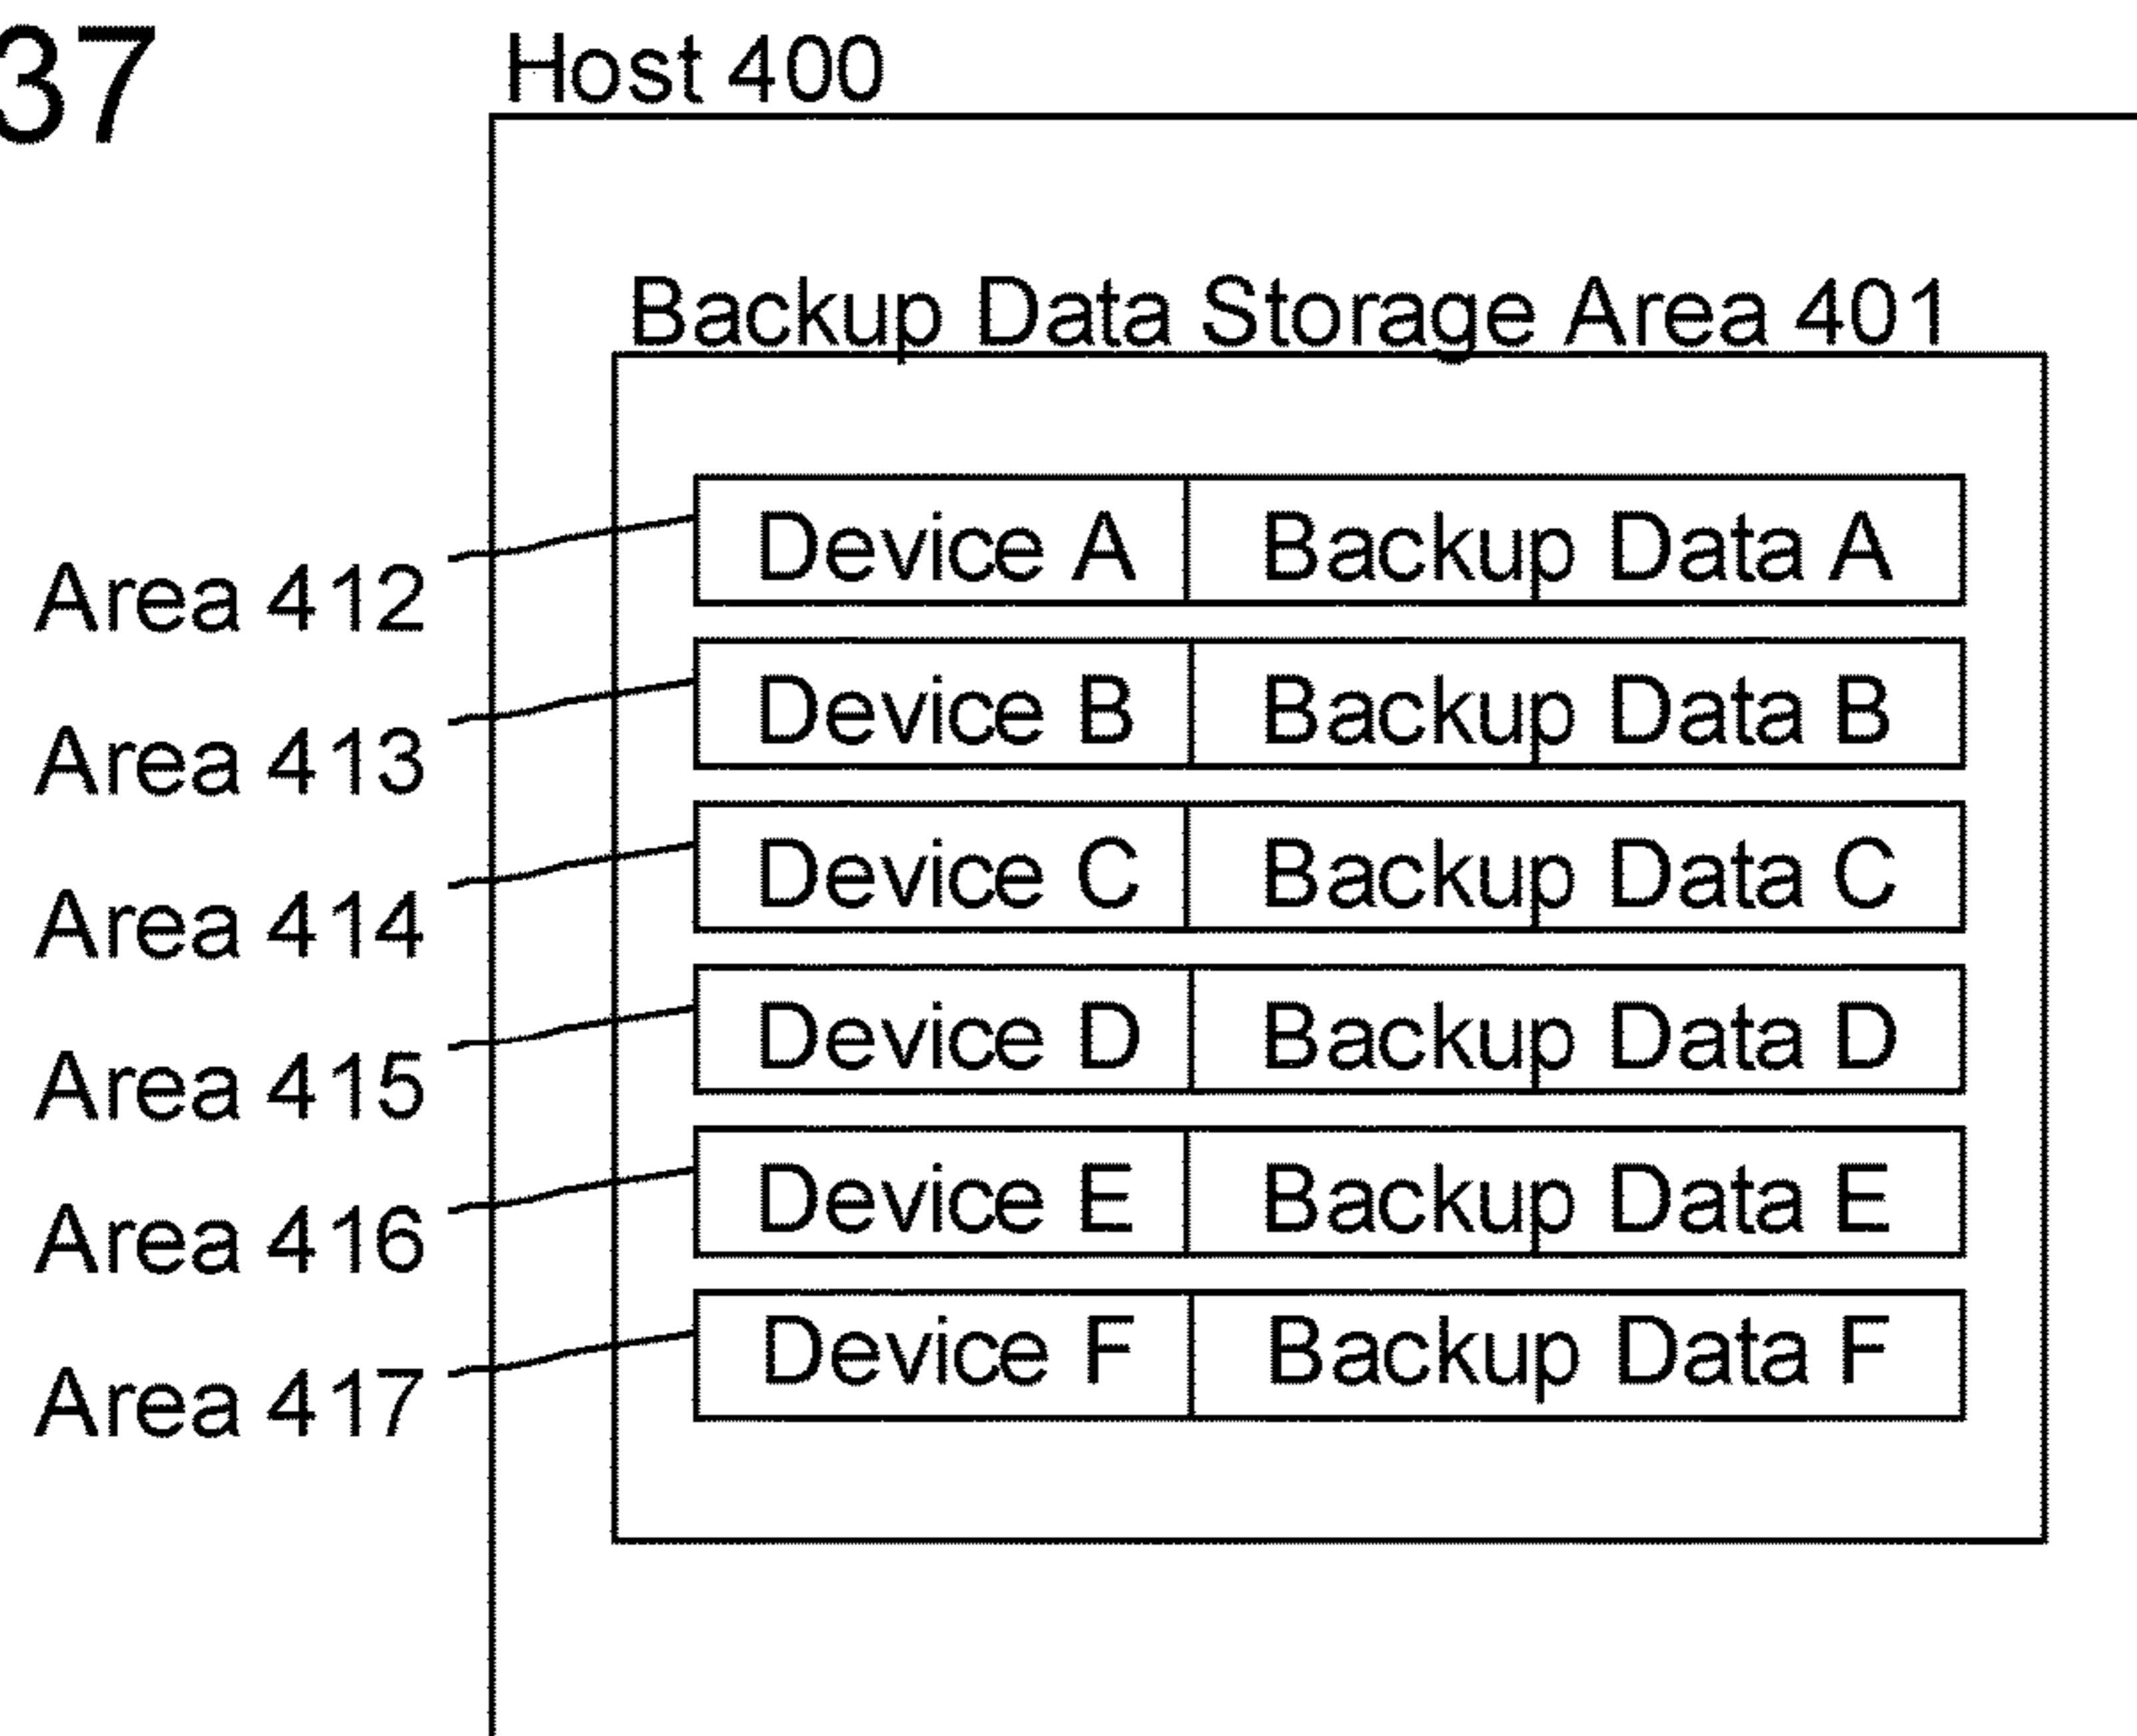 37
Host 400
Backup Data Storage Area 401
Area 412 Device A Backup Data A
Area 413 Device B Backup Data B
Area 414 Device C Backup Data C
Area 415 Device D Backup Data D
Area 416 Device E Backup Data E
Area 417 Device F Backup Data F